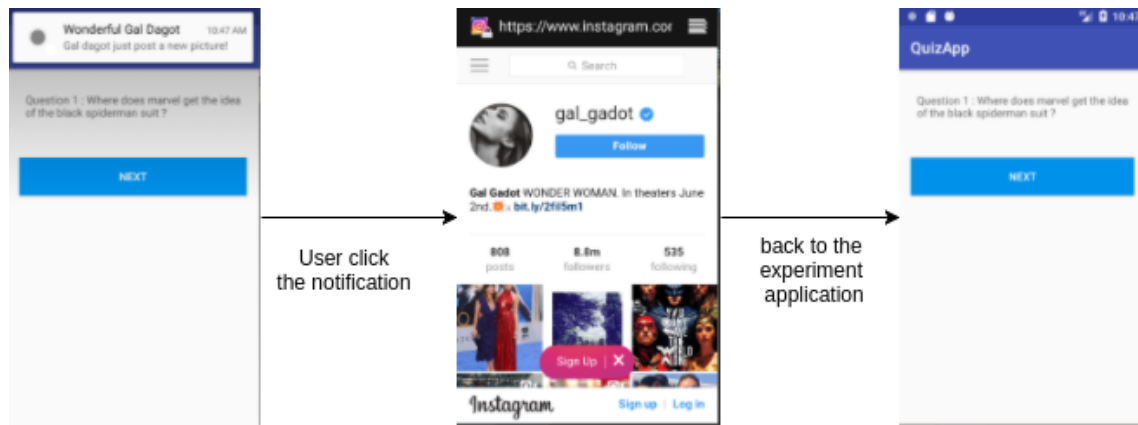 Wonderful Gal Dagot 10:47 AM
Gal dagot just post a new picture!
Question 1 : Where does marvel get the idea
of the black spiderman suit ?
NEXT
User click
the notification
https://www.instagram.cor
Search
gal_gadot
Follow
Gal Gadot WONDER WOMAN. In theaters June
2nd. bit.ly/2fil5m1
808 8.8m 535
posts followers following
Sign Up | X
Instagram Sign up | Log in
back to the
experiment
application
10:47
QuizApp
Question 1 : Where does marvel get the idea
of the black spiderman suit ?
NEXT